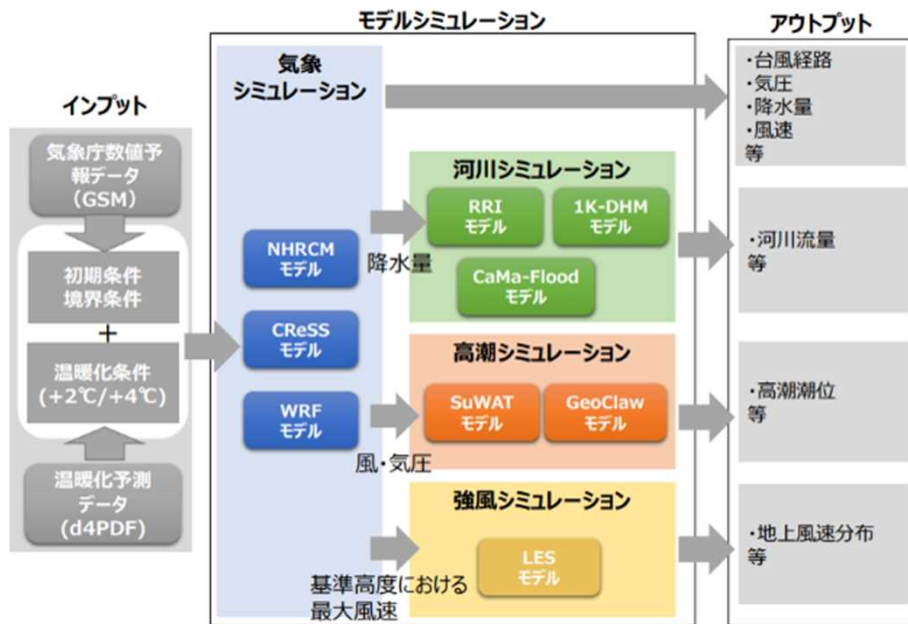 インプット
気象庁数値予
報データ
(GSM)
初期条件
境界条件
+
温暖化条件
(+2℃/+4℃)
温暖化予測
データ
(d4PDF)
モデルシミュレーション
気象
シミュレーション
NHRCM
モデル
CReSS
モデル
WRF
モデル
降水量
風・気圧
基準高度における
最大風速
河川シミュレーション
RRI
モデル
1K-DHM
モデル
CaMa-Flood
モデル
高潮シミュレーション
SuWAT
モデル
GeoClaw
モデル
強風シミュレーション
LES
モデル
アウトプット
・台風経路
・気圧
・降水量
・風速
等
・河川流量
等
・高潮潮位
等
・地上風速分布
等